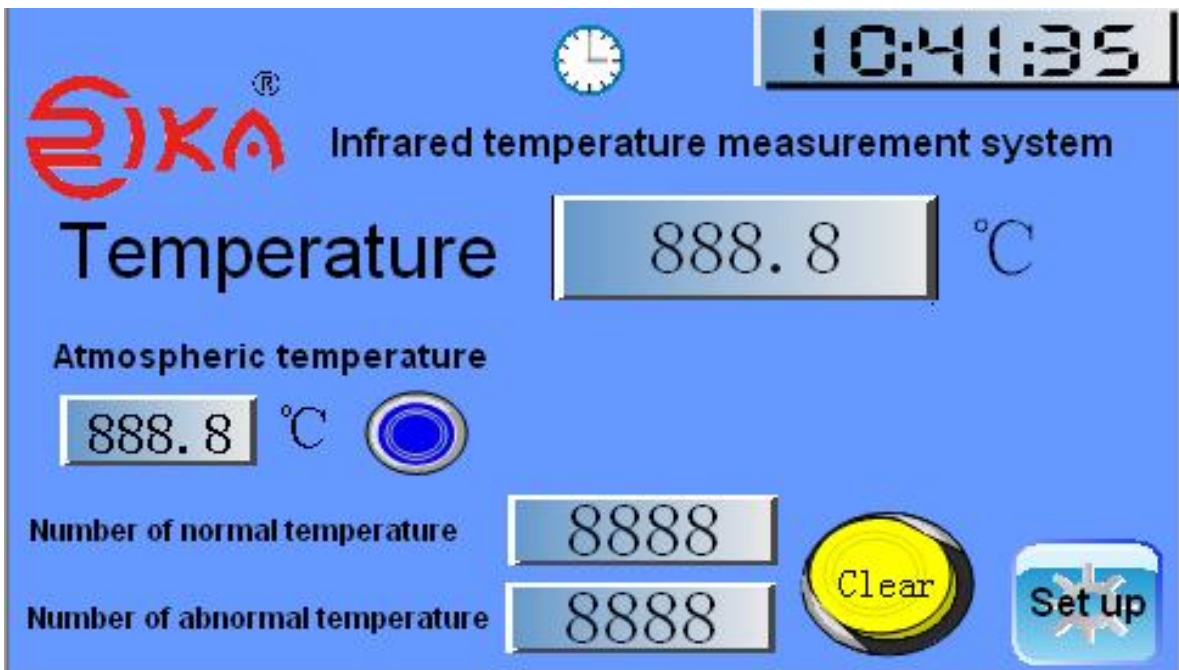 10:41:35
RIKA®
Infrared temperature measurement system
Temperature 888.8 ℃
Atmospheric temperature
888.8 ℃
Number of normal temperature 8888
Number of abnormal temperature 8888
Clear
Set up